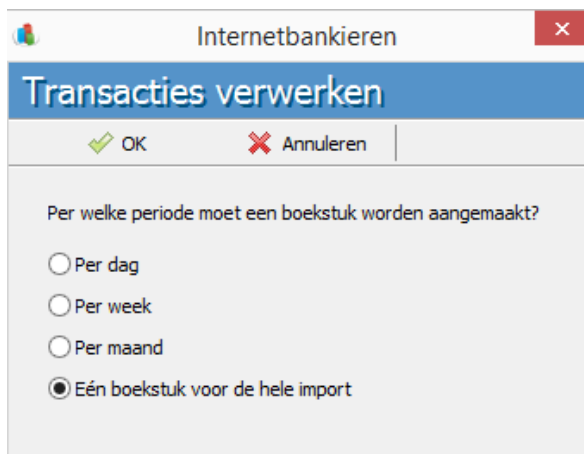 Internetbankieren
Transacties verwerken
OK Annuleren
Per welke periode moet een boekstuk worden aangemaakt?
Per dag
Per week
Per maand
Eén boekstuk voor de hele import